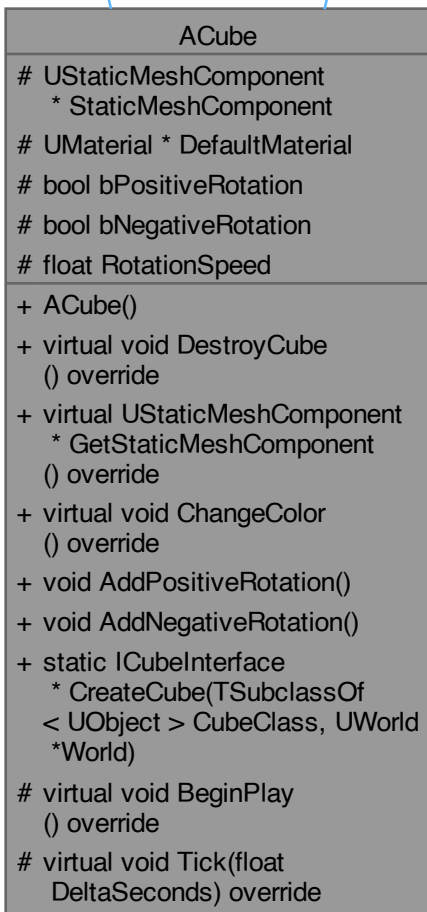 ACube
# UStaticMeshComponent
* StaticMeshComponent
# UMaterial * DefaultMaterial
# bool bPositiveRotation
# bool bNegativeRotation
# float RotationSpeed
+ ACube()
+ virtual void DestroyCube
() override
+ virtual UStaticMeshComponent
* GetStaticMeshComponent
() override
+ virtual void ChangeColor
() override
+ void AddPositiveRotation()
+ void AddNegativeRotation()
+ static ICubeInterface
* CreateCube(TSubclassOf
< UObject > CubeClass, UWorld
*World)
# virtual void BeginPlay
() override
# virtual void Tick(float
DeltaSeconds) override